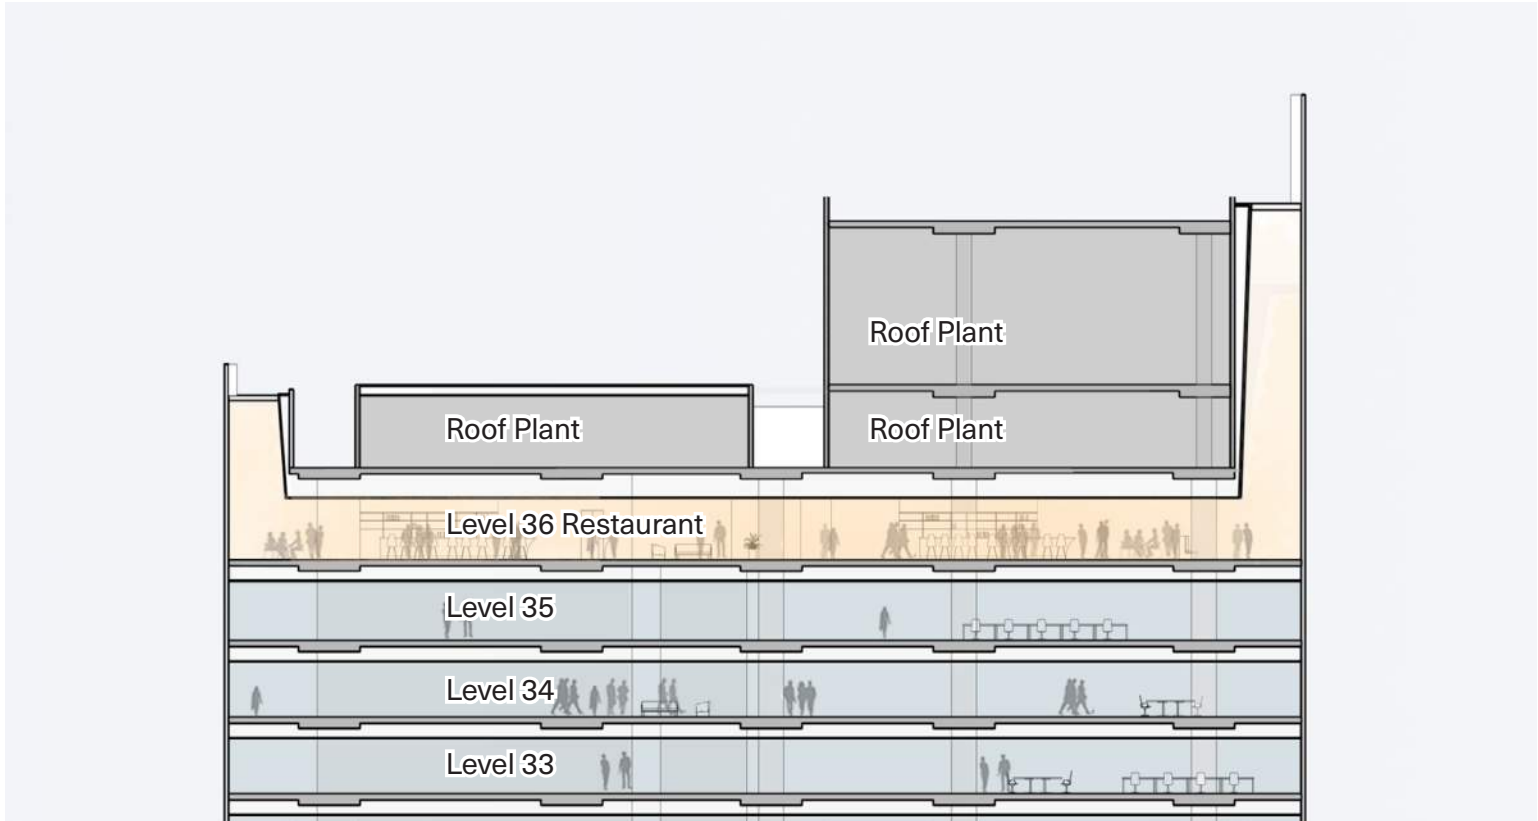 Roof Plant
Roof Plant
Roof Plant
Level 36 Restaurant
Level 35
Level 34
Level 33